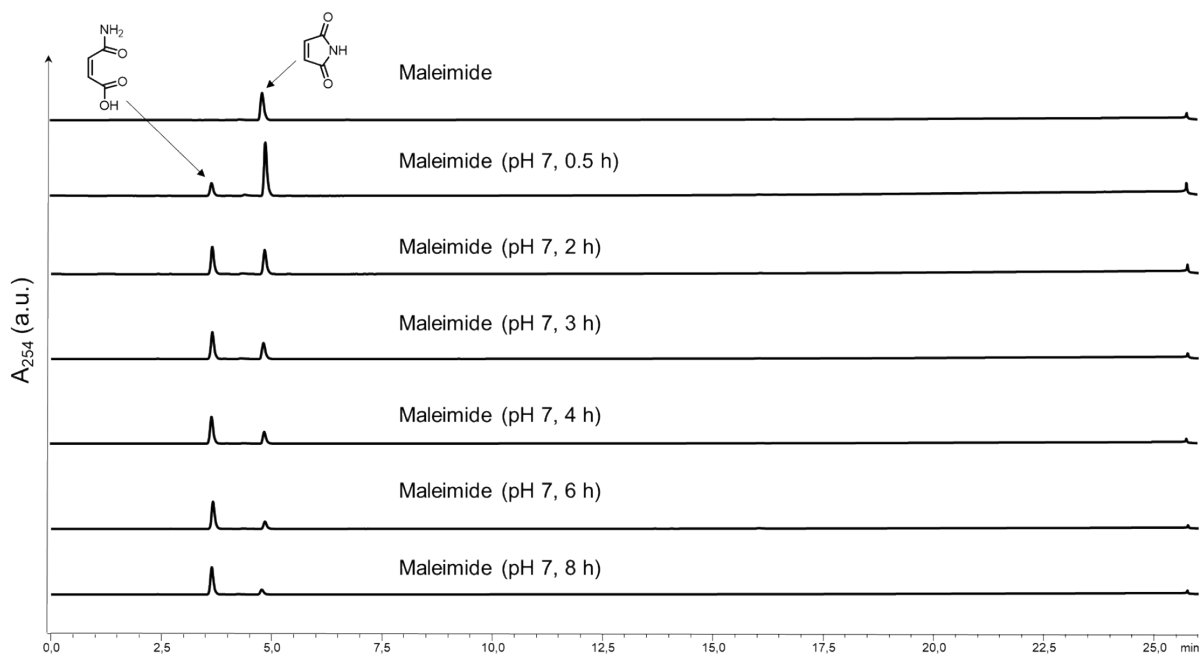 NH₂
O
O
OH
O
NH
O
Maleimide
Maleimide (pH 7, 0.5 h)
Maleimide (pH 7, 2 h)
Maleimide (pH 7, 3 h)
Maleimide (pH 7, 4 h)
Maleimide (pH 7, 6 h)
Maleimide (pH 7, 8 h)
A₂₅₄ (a.u.)
0,0 2,5 5,0 7,5 10,0 12,5 15,0 17,5 20,0 22,5 25,0 min